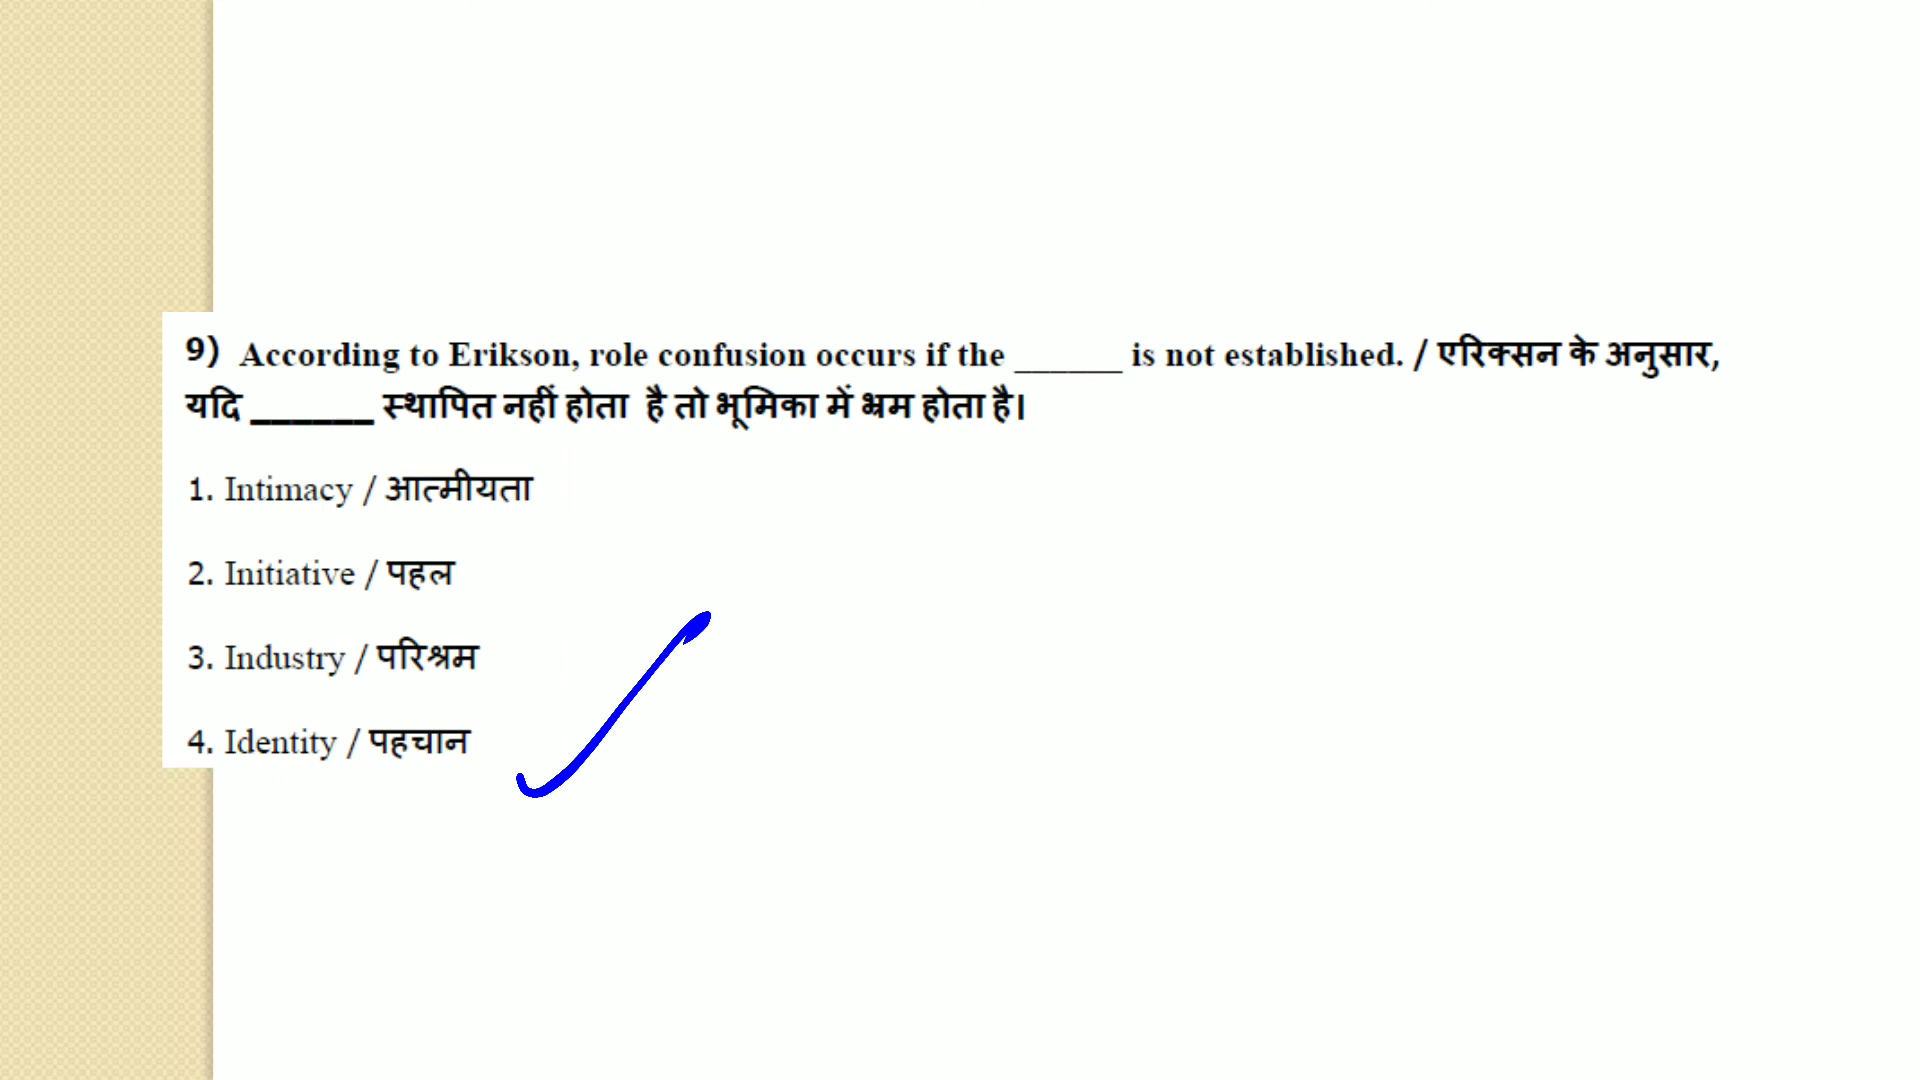 9) According to Erikson, role confusion occurs if the ______ is not established. / एरिक्सन के अनुसार,
यदि ______ स्थापित नहीं होता है तो भूमिका में भ्रम होता है।
1. Intimacy / आत्मीयता
2. Initiative / पहल
3. Industry / परिश्रम
4. Identity / पहचान